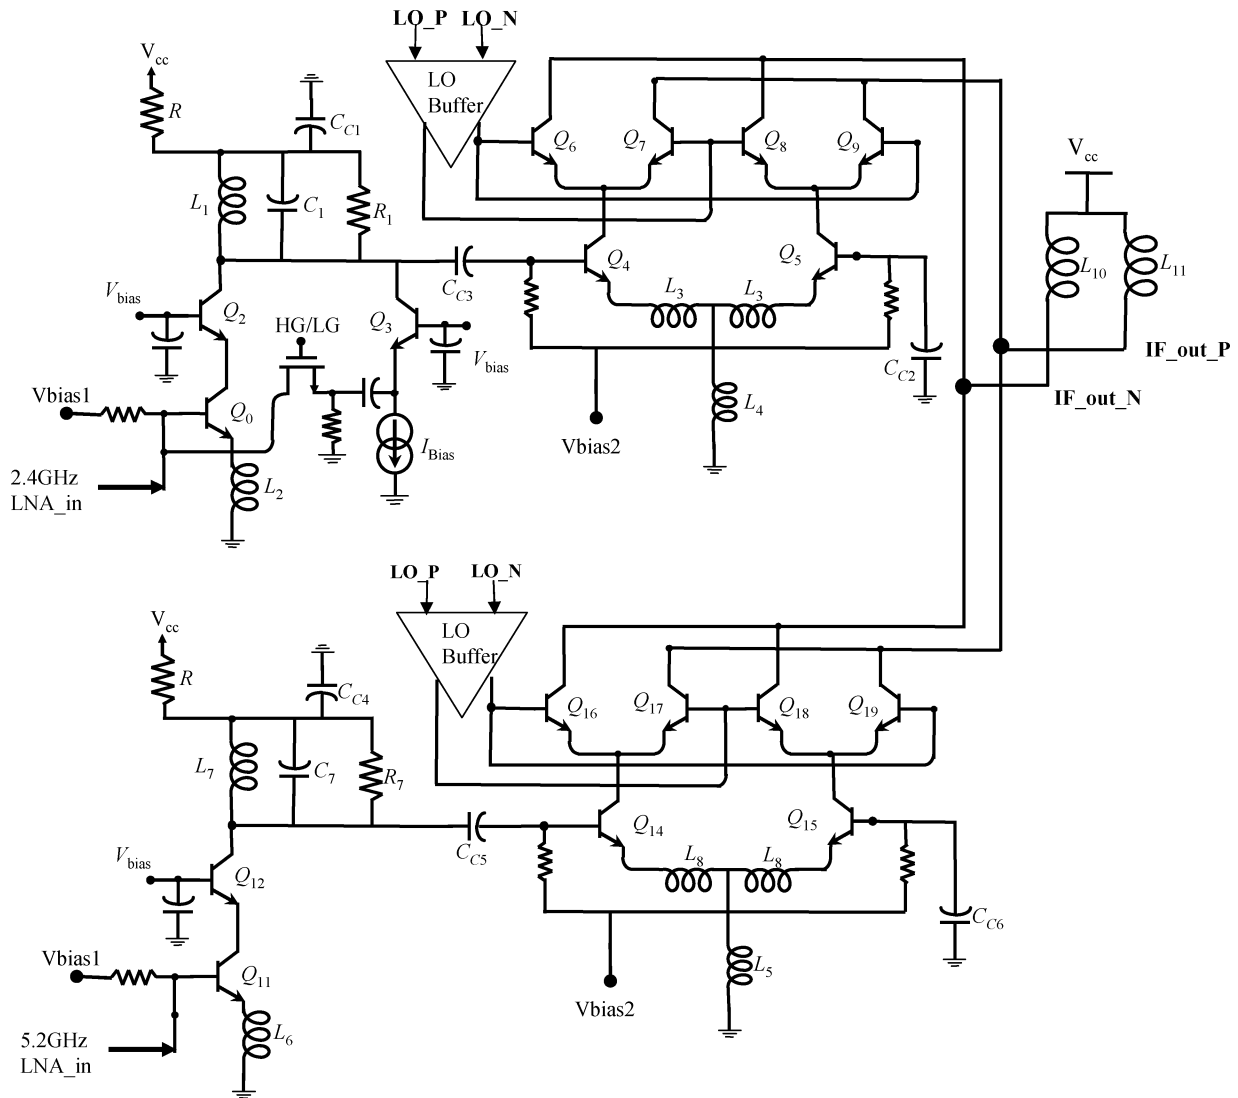 LO_P LO_N
V_cc
LO
Buffer
R
C_C1
Q_6
Q_7
Q_8
Q_9
V_cc
L_1
C_1
R_1
L_10
L_11
Q_4
Q_5
C_C3
L_3
L_3
V_bias
Q_2
HG/LG
Q_3
V_bias
IF_out_P
C_C2
IF_out_N
Vbias1
Q_0
L_4
Vbias2
I_Bias
2.4GHz
LNA_in
L_2
LO_P LO_N
V_cc
LO
Buffer
R
C_C4
Q_16
Q_17
Q_18
Q_19
L_7
C_7
R_7
Q_14
Q_15
C_C5
L_8
L_8
V_bias
Q_12
C_C6
Vbias1
Q_11
L_5
Vbias2
5.2GHz
LNA_in
L_6